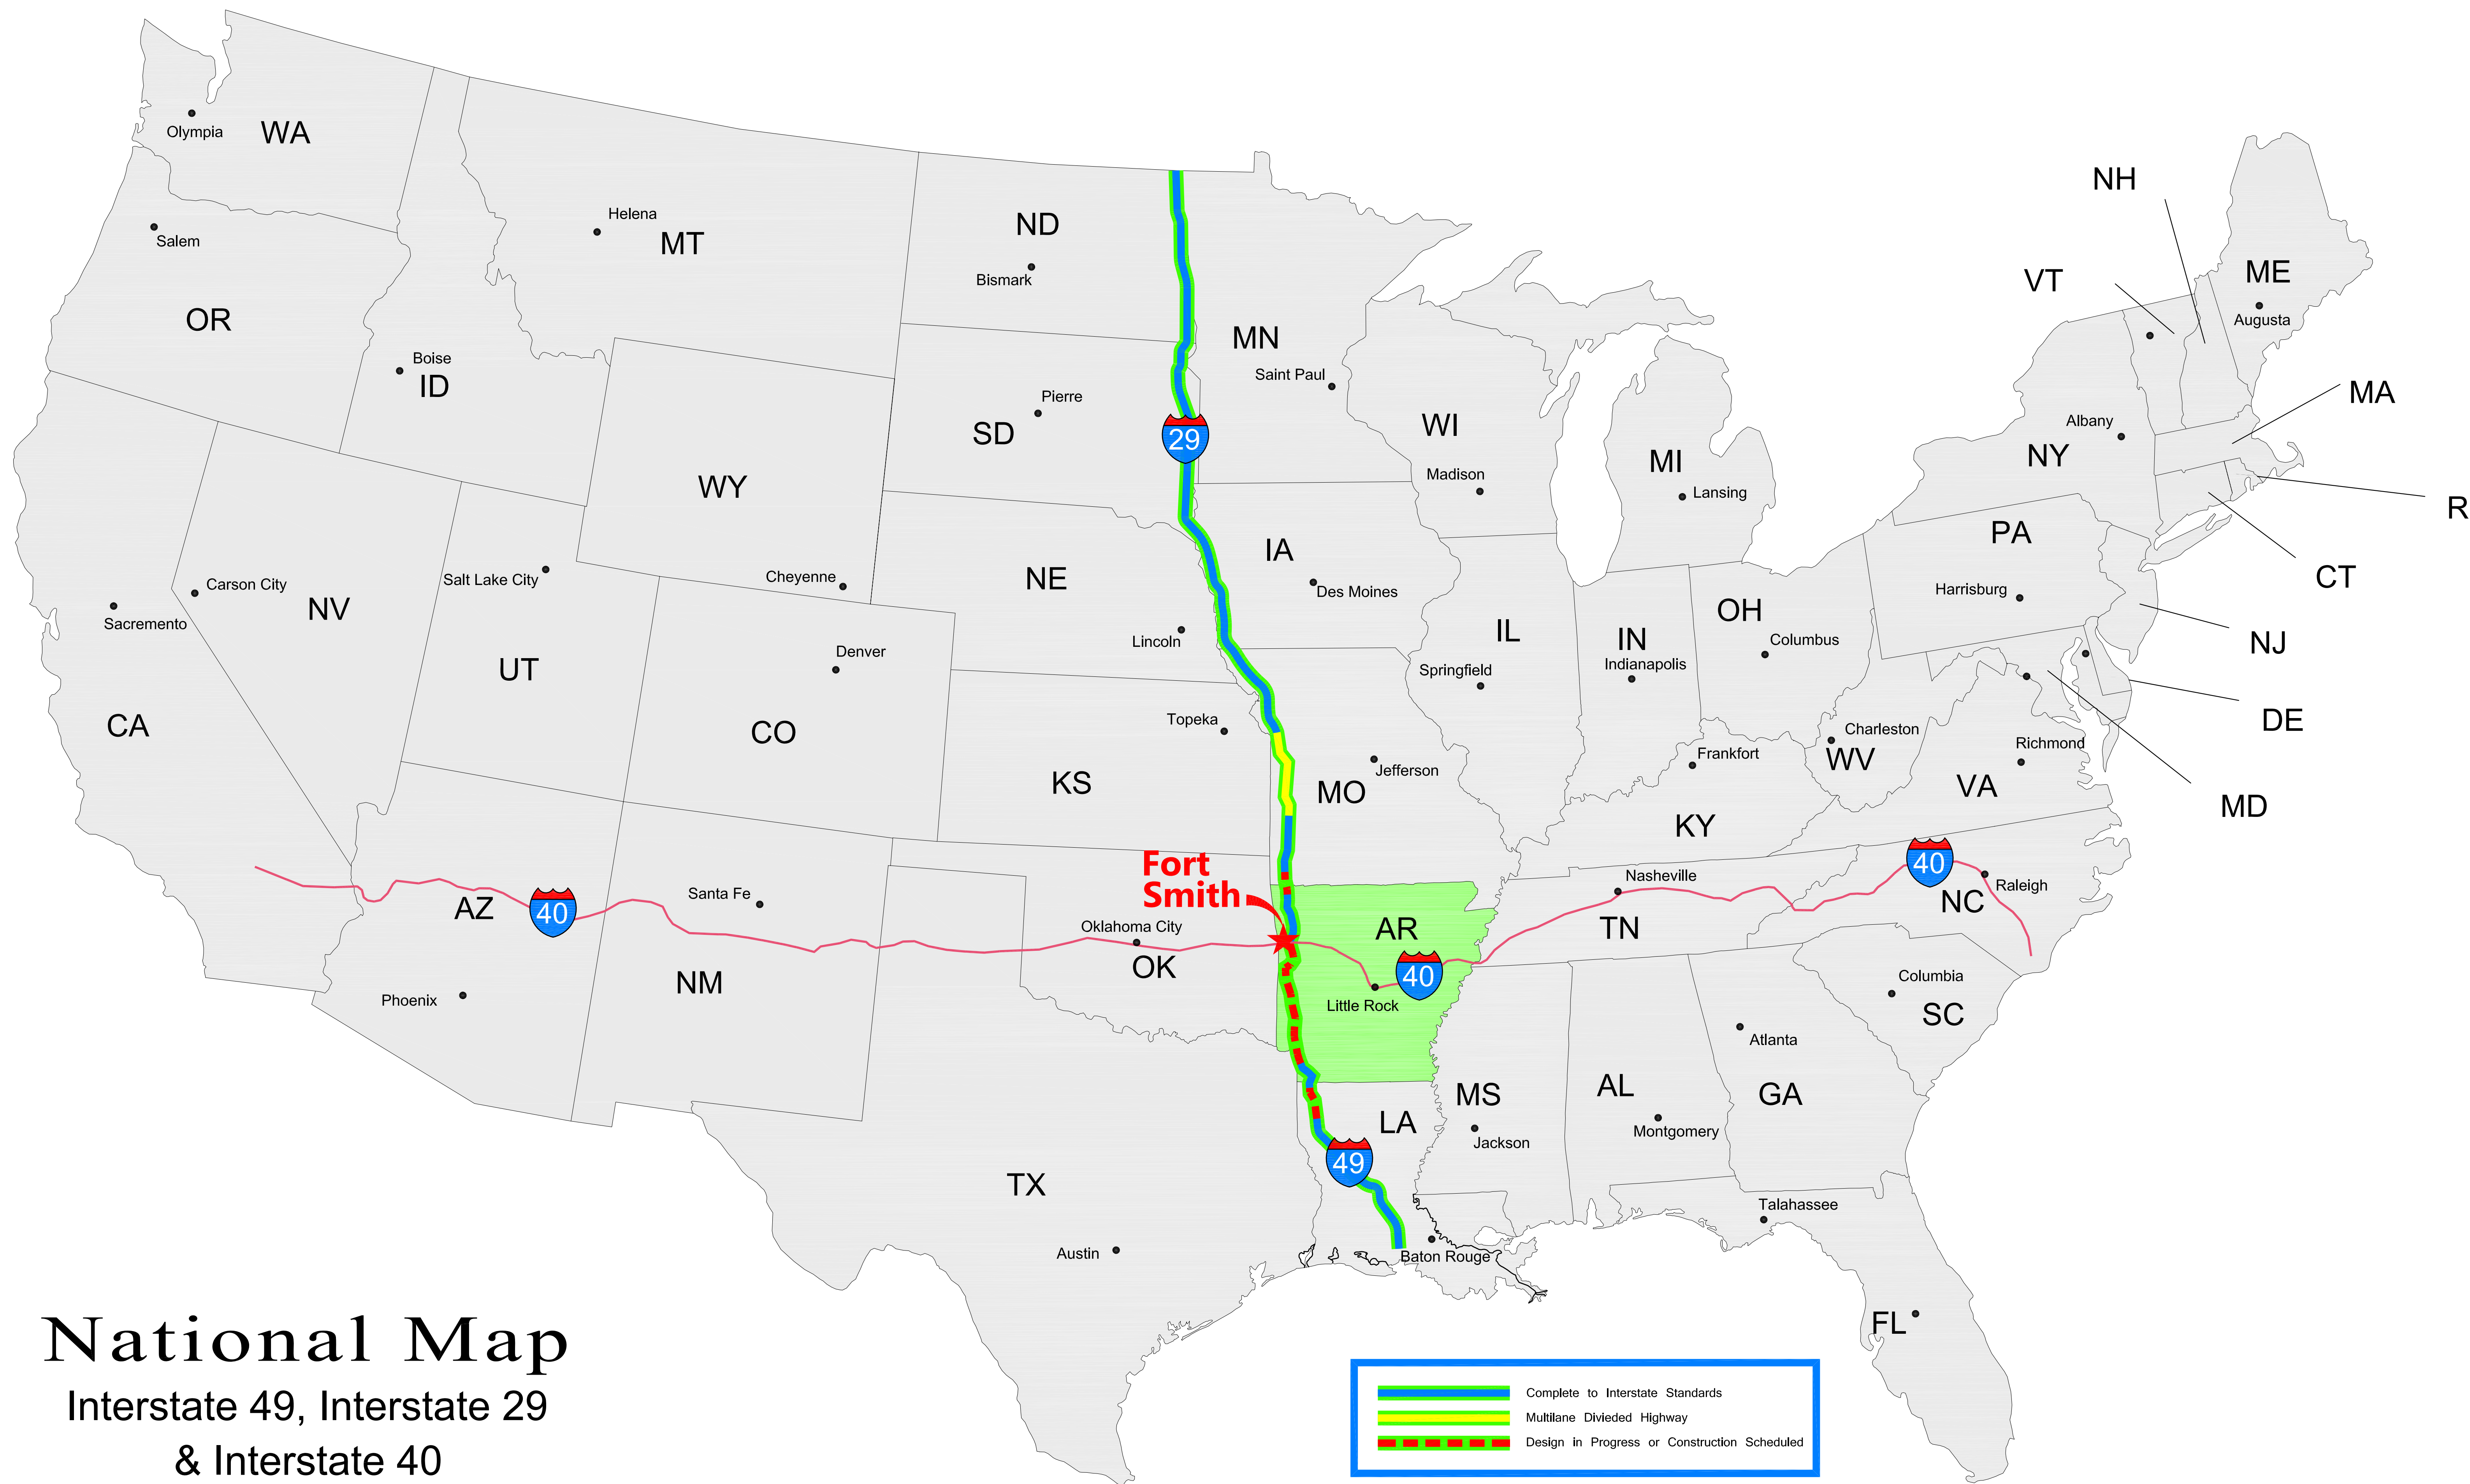 NH
Olympia
WA
Helena
MT
ND
Bismark
Salem
OR
VT
ME
Augusta
MN
Saint Paul
Boise
ID
Pierre
SD
29
WI
Madison
MI
Lansing
MA
Albany
NY
R
WY
Cheyenne
NE
Lincoln
IA
Des Moines
PA
Harrisburg
CT
Carson City
Sacremento
NV
Salt Lake City
UT
Denver
CO
IL
Springfield
IN
Indianapolis
OH
Columbus
NJ
DE
MD
CA
Topeka
KS
Jefferson
MO
Frankfort
KY
Charleston
WV
Richmond
VA
Fort
Smith
AZ
40
Santa Fe
NM
Phoenix
Oklahoma City
OK
AR
40
Little Rock
Nasheville
TN
40
Raleigh
NC
Columbia
SC
Atlanta
GA
MS
Jackson
AL
Montgomery
LA
49
Baton Rouge
TX
Austin
Talahassee
FL
National Map
Interstate 49, Interstate 29
& Interstate 40
Complete to Interstate Standards
Multilane Divieded Highway
Design in Progress or Construction Scheduled